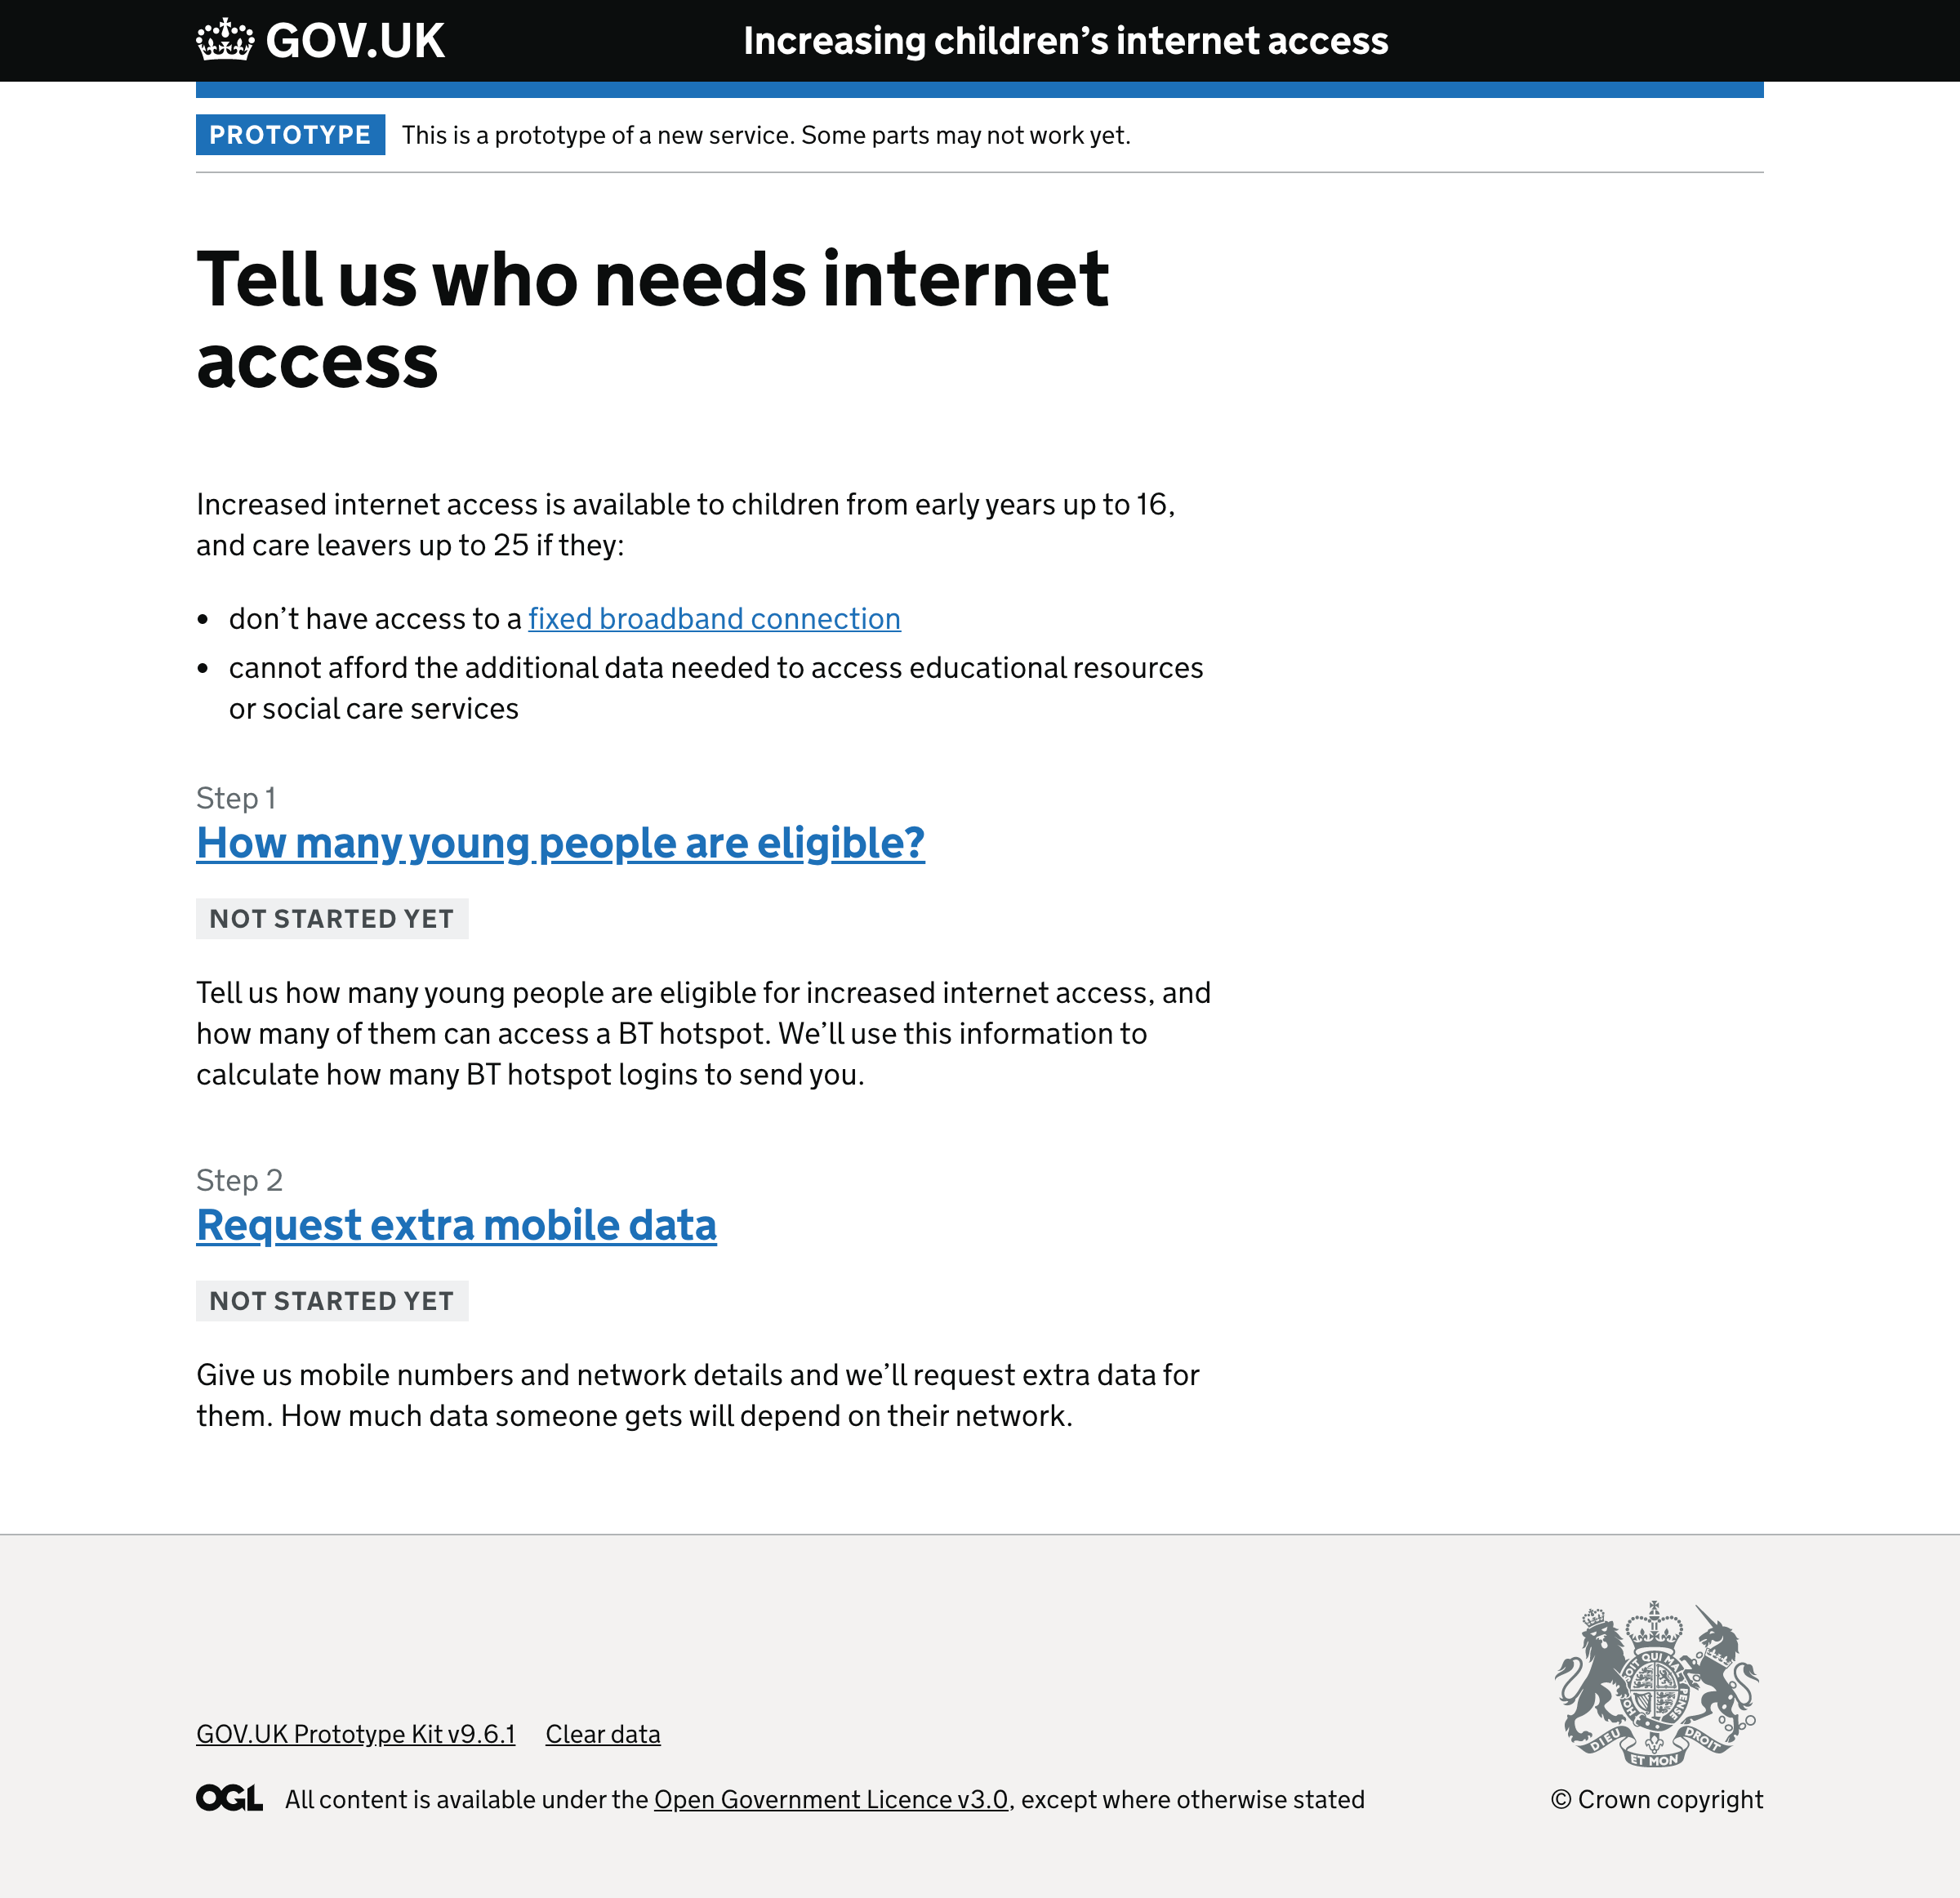 GOV.UK
Increasing children’s internet access
PROTOTYPE
This is a prototype of a new service. Some parts may not work yet.
Tell us who needs internet
access
Increased internet access is available to children from early years up to 16,
and care leavers up to 25 if they:
• don’t have access to a fixed broadband connection
• cannot afford the additional data needed to access educational resources
or social care services
Step 1
How many young people are eligible?
NOT STARTED YET
Tell us how many young people are eligible for increased internet access, and
how many of them can access a BT hotspot. We’ll use this information to
calculate how many BT hotspot logins to send you.
Step 2
Request extra mobile data
NOT STARTED YET
Give us mobile numbers and network details and we’ll request extra data for
them. How much data someone gets will depend on their network.
GOV.UK Prototype Kit v9.6.1 Clear data
OGL All content is available under the Open Government Licence v3.0, except where otherwise stated
SOIT QUI MAL
PENSE
HONI
DIEU ET MON DROIT
© Crown copyright